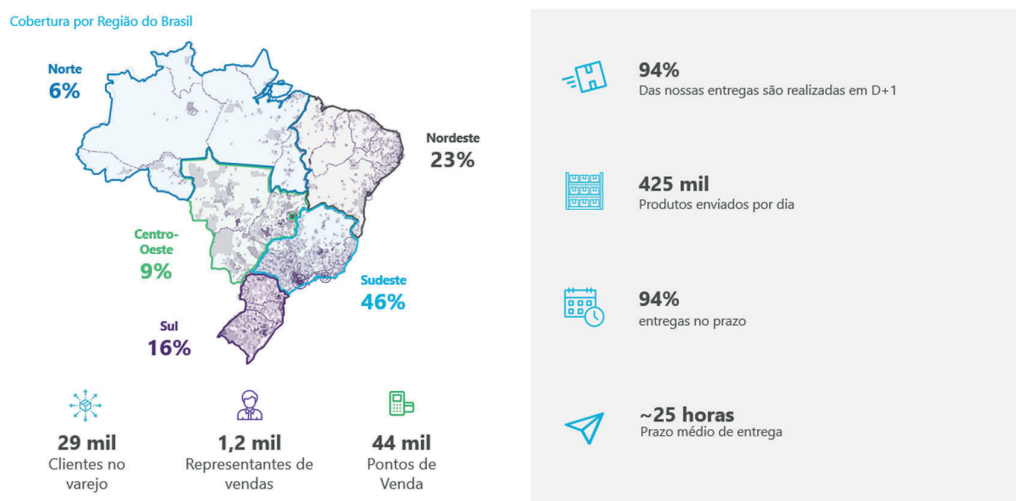 Cobertura por Região do Brasil
Norte
6%
Nordeste
23%
Centro-
Oeste
9%
Sudeste
46%
Sul
16%
29 mil
Clientes no
varejo
1,2 mil
Representantes de
vendas
44 mil
Pontos de
Venda
94%
Das nossas entregas são realizadas em D+1
425 mil
Produtos enviados por dia
94%
entregas no prazo
~25 horas
Prazo médio de entrega